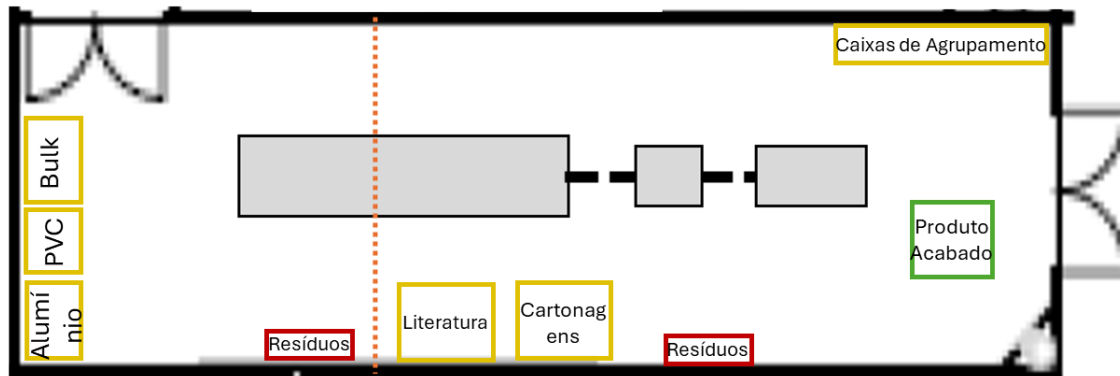 Caixas de Agrupamento
Bulk
PVC
Alumí
nio
Produto
Acabado
Literatura
Cartonag
ens
Resíduos
Resíduos